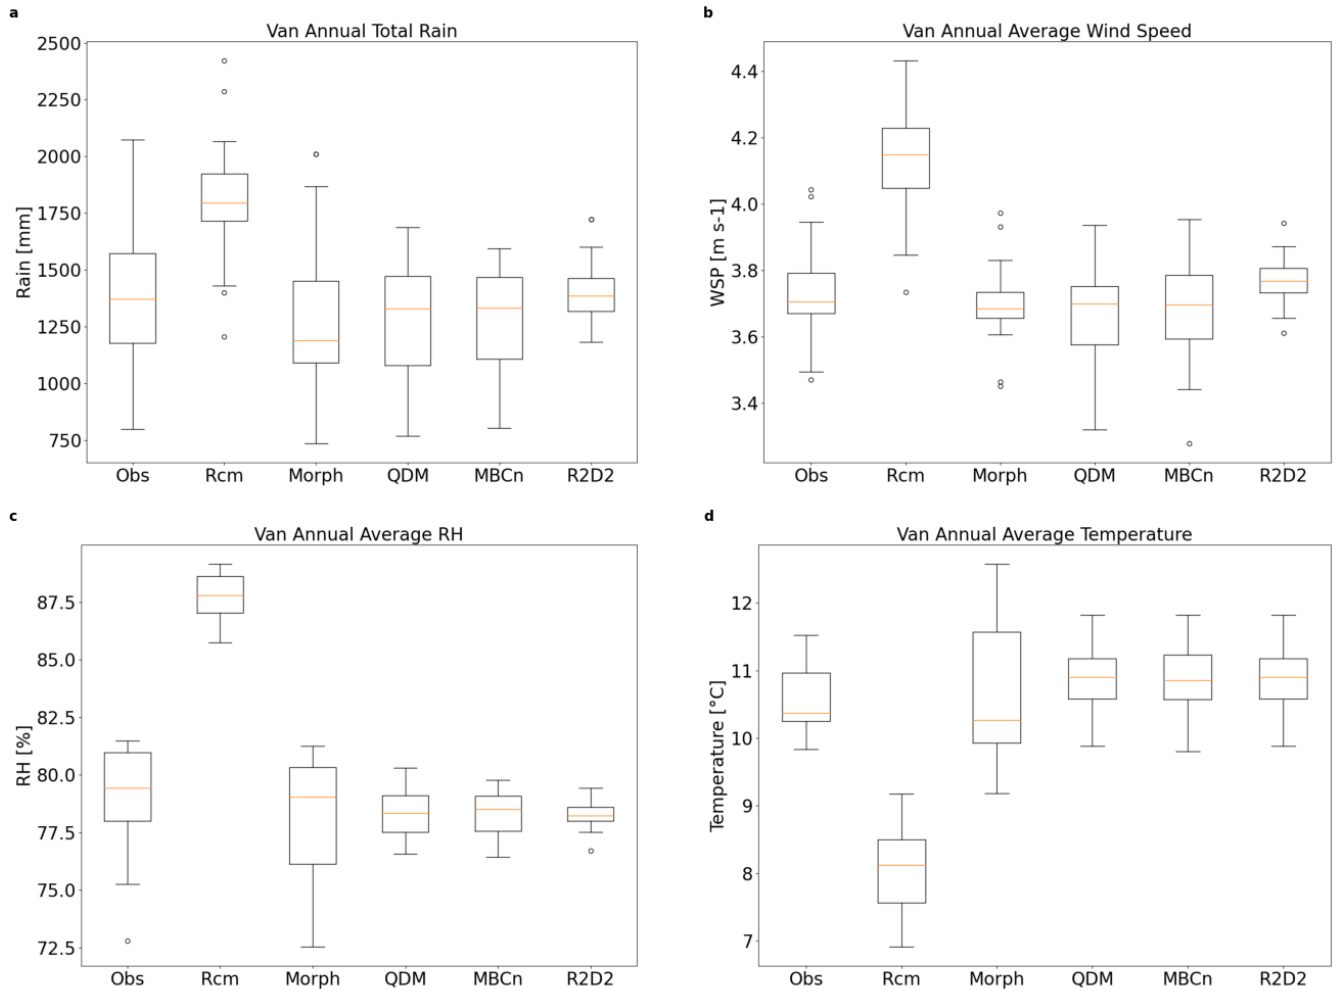 a
Van Annual Total Rain
Rain [mm]
2500
2250
2000
1750
1500
1250
1000
750
Obs Rcm Morph QDM MBCn R2D2
b
Van Annual Average Wind Speed
WSP [m s-1]
4.4
4.2
4.0
3.8
3.6
3.4
Obs Rcm Morph QDM MBCn R2D2
c
Van Annual Average RH
RH [%]
87.5
85.0
82.5
80.0
77.5
75.0
72.5
Obs Rcm Morph QDM MBCn R2D2
d
Van Annual Average Temperature
Temperature [°C]
12
11
10
9
8
7
Obs Rcm Morph QDM MBCn R2D2